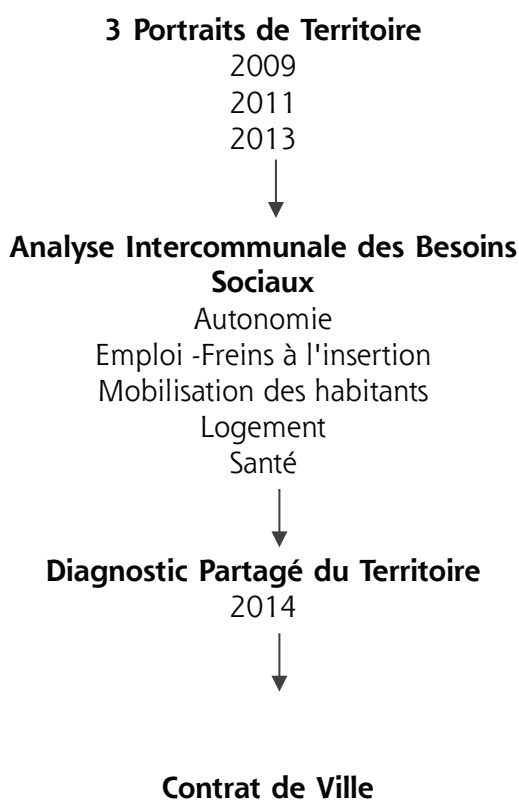 3 Portraits de Territoire
2009
2011
2013
Analyse Intercommunale des Besoins
Sociaux
Autonomie
Emploi -Freins à l'insertion
Mobilisation des habitants
Logement
Santé
Diagnostic Partagé du Territoire
2014
Contrat de Ville